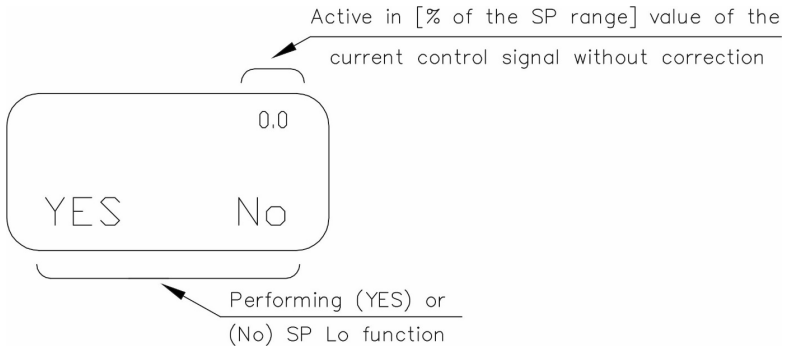 Active in [% of the SP range] value of the
current control signal without correction
0,0
YES No
Performing (YES) or
(No) SP Lo function